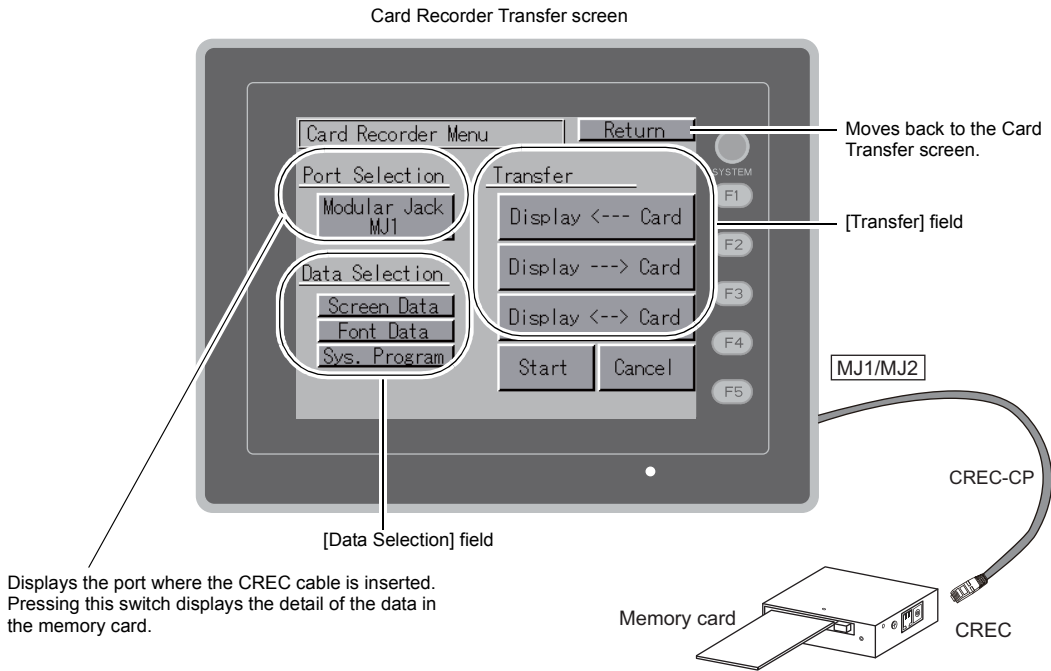 Card Recorder Transfer screen
Card Recorder Menu
Return
Moves back to the Card
Transfer screen.
SYSTEM
Port Selection
Transfer
F1
Modular Jack
MJ1
Display <--- Card
[Transfer] field
F2
Display ---> Card
Data Selection
F3
Screen Data
Display <--> Card
Font Data
F4
Sys. Program
Start
Cancel
MJ1/MJ2
F5
CREC-CP
[Data Selection] field
Displays the port where the CREC cable is inserted.
Pressing this switch displays the detail of the data in
the memory card.
Memory card
CREC